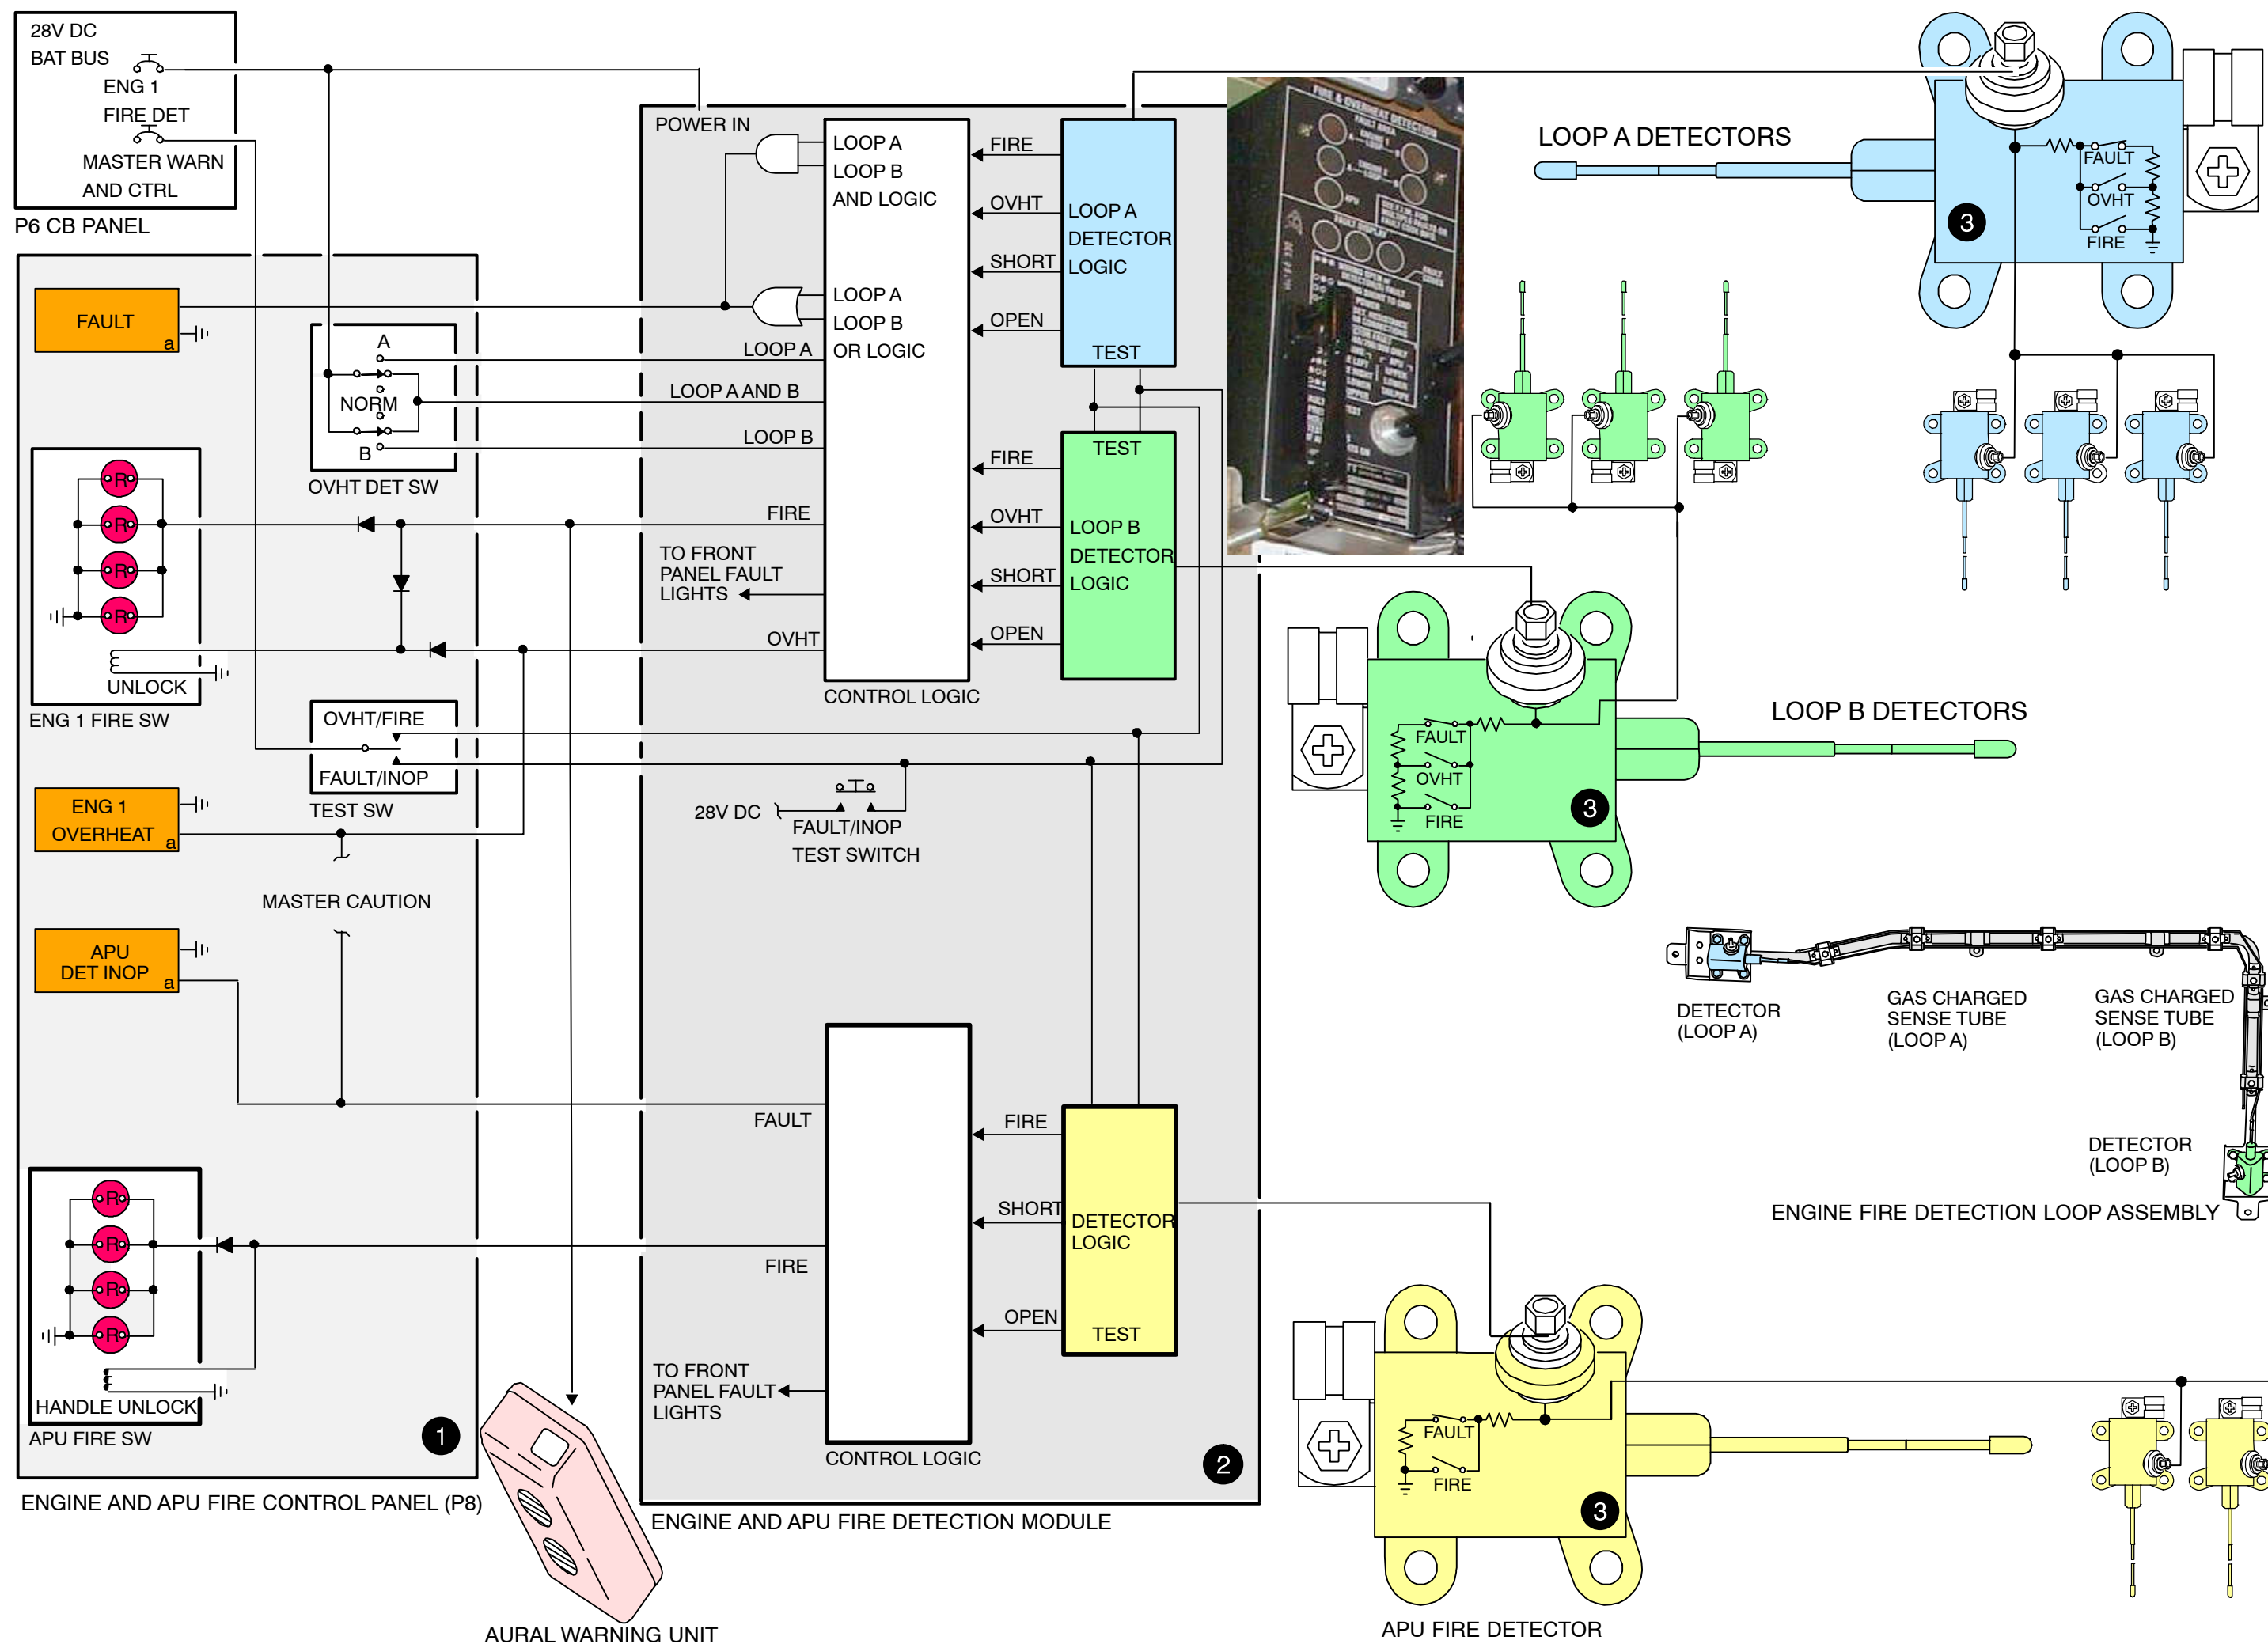 28V DC
BAT BUS
ENG 1
FIRE DET
MASTER WARN
AND CTRL
P6 CB PANEL
FAULT
a
A
NORM
B
OVHT DET SW
R
R
R
R
UNLOCK
ENG 1 FIRE SW
OVHT/FIRE
FAULT/INOP
TEST SW
ENG 1
OVERHEAT
a
MASTER CAUTION
APU
DET INOP
a
R
R
R
R
HANDLE UNLOCK
APU FIRE SW
1
ENGINE AND APU FIRE CONTROL PANEL (P8)
AURAL WARNING UNIT
POWER IN
LOOP A
LOOP B
AND LOGIC
LOOP A
LOOP B
OR LOGIC
LOOP A
LOOP A AND B
LOOP B
FIRE
TO FRONT
PANEL FAULT
LIGHTS
OVHT
CONTROL LOGIC
FIRE
OVHT
SHORT
OPEN
LOOP A
DETECTOR
LOGIC
TEST
TEST
FIRE
OVHT
SHORT
OPEN
LOOP B
DETECTOR
LOGIC
28V DC
FAULT/INOP
TEST SWITCH
FAULT
FIRE
TO FRONT
PANEL FAULT
LIGHTS
CONTROL LOGIC
FIRE
SHORT
OPEN
DETECTOR
LOGIC
TEST
2
ENGINE AND APU FIRE DETECTION MODULE
FIRE & OVERHEAT DETECTION
FAULT AREA
FAULT DISPLAY
LOOP A DETECTORS
FAULT
OVHT
FIRE
3
LOOP B DETECTORS
FAULT
OVHT
FIRE
3
DETECTOR
(LOOP A)
GAS CHARGED
SENSE TUBE
(LOOP A)
GAS CHARGED
SENSE TUBE
(LOOP B)
DETECTOR
(LOOP B)
ENGINE FIRE DETECTION LOOP ASSEMBLY
FAULT
FIRE
3
APU FIRE DETECTOR